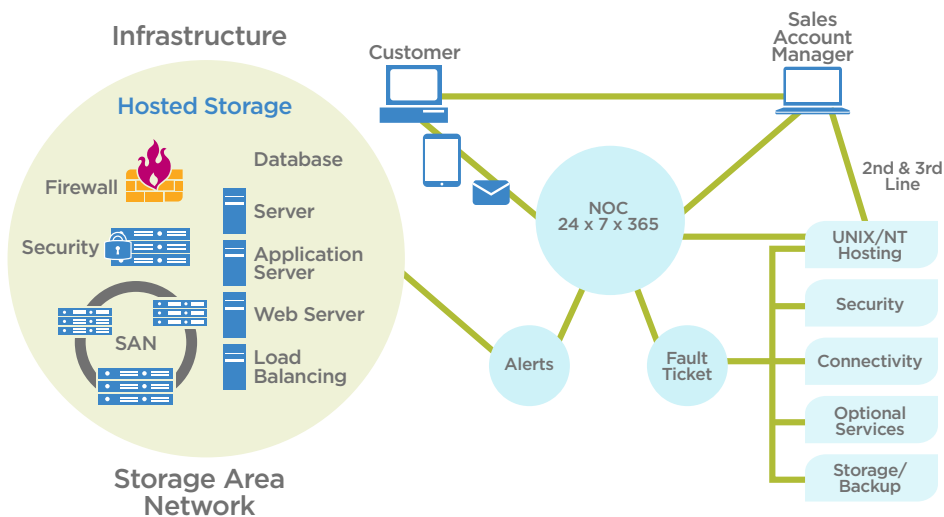 Infrastructure
Hosted Storage
Firewall
Security
SAN
Database
Server
Application
Server
Web Server
Load
Balancing
Storage Area
Network
Customer
Sales
Account
Manager
NOC
24 x 7 x 365
2nd & 3rd
Line
Alerts
Fault
Ticket
UNIX/NT
Hosting
Security
Connectivity
Optional
Services
Storage/
Backup